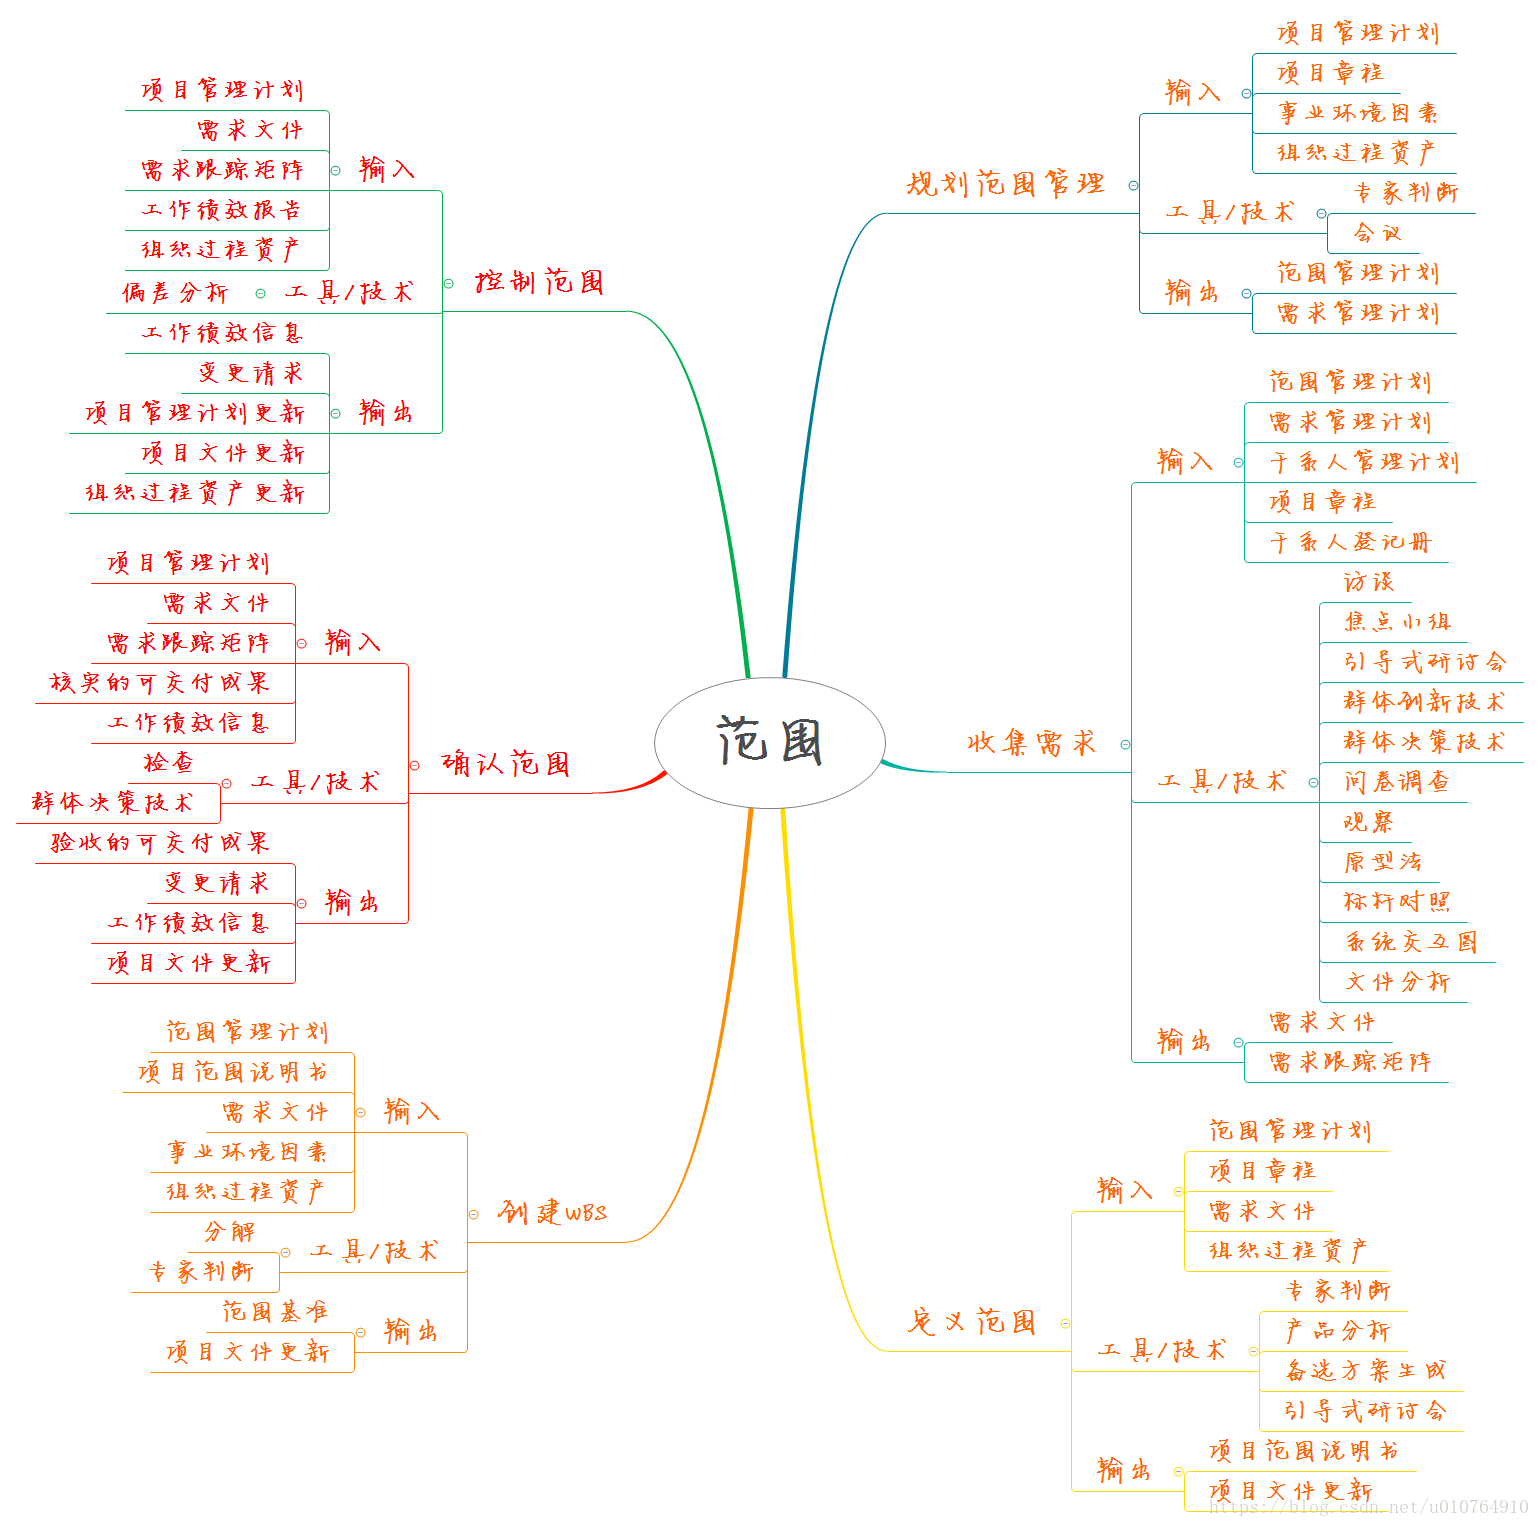 范围
规划范围管理
输入
项目管理计划
项目章程
事业环境因素
组织过程资产
工具/技术
专家判断
会议
输出
范围管理计划
需求管理计划
收集需求
输入
范围管理计划
需求管理计划
干系人管理计划
项目章程
干系人登记册
工具/技术
访谈
焦点小组
引导式研讨会
群体创新技术
群体决策技术
问卷调查
观察
原型法
标杆对照
系统交互图
文件分析
输出
需求文件
需求跟踪矩阵
定义范围
输入
范围管理计划
项目章程
需求文件
组织过程资产
工具/技术
专家判断
产品分析
备选方案生成
引导式研讨会
输出
项目范围说明书
项目文件更新
创建WBS
输入
范围管理计划
项目范围说明书
需求文件
事业环境因素
组织过程资产
工具/技术
分解
专家判断
输出
范围基准
项目文件更新
确认范围
输入
项目管理计划
需求文件
需求跟踪矩阵
核实的可交付成果
工作绩效信息
工具/技术
检查
群体决策技术
输出
验收的可交付成果
变更请求
工作绩效信息
项目文件更新
控制范围
输入
项目管理计划
需求文件
需求跟踪矩阵
工作绩效报告
组织过程资产
工具/技术
偏差分析
输出
工作绩效信息
变更请求
项目管理计划更新
项目文件更新
组织过程资产更新
https://blog.csdn.net/u010764910